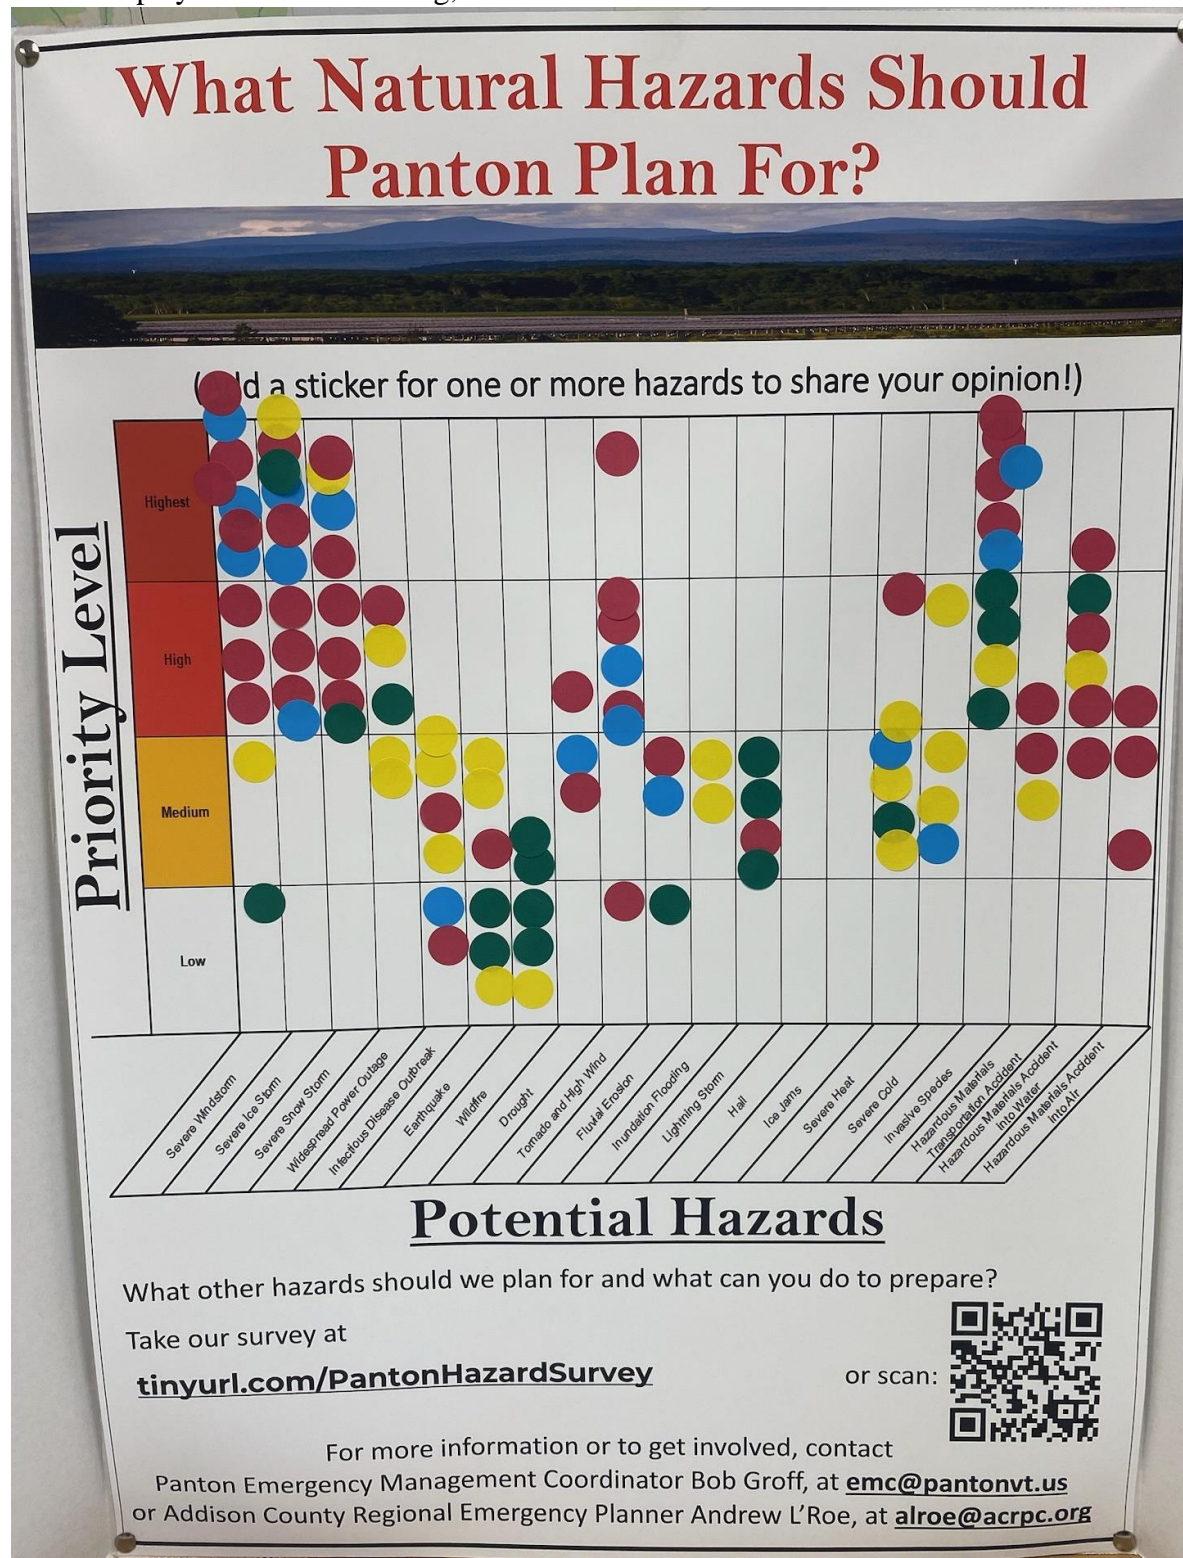 What Natural Hazards Should
Panton Plan For?
d a sticker for one or more hazards to share your opinion!)
Priority Level
Highest
High
Medium
Low
Severe Windstorm
Severe Ice Storm
Severe Snow Storm
Widespread Power Outage
Infectious Disease Outbreak
Earthquake
Wildfire
Drought
Tornado and High Wind
Fluvial Erosion
Inundation Flooding
Lightning Storm
Hail
Ice Jams
Severe Heat
Severe Cold
Invasive Species
Hazardous Materials
Transportation Accident
Hazardous Materials Accident
Into Water
Hazardous Materials Accident
Into Air
Potential Hazards
What other hazards should we plan for and what can you do to prepare?
Take our survey at
tinyurl.com/PantonHazardSurvey
or scan:
For more information or to get involved, contact
Panton Emergency Management Coordinator Bob Groff, at emc@pantonvt.us
or Addison County Regional Emergency Planner Andrew L'Roe, at alroe@acrpc.org